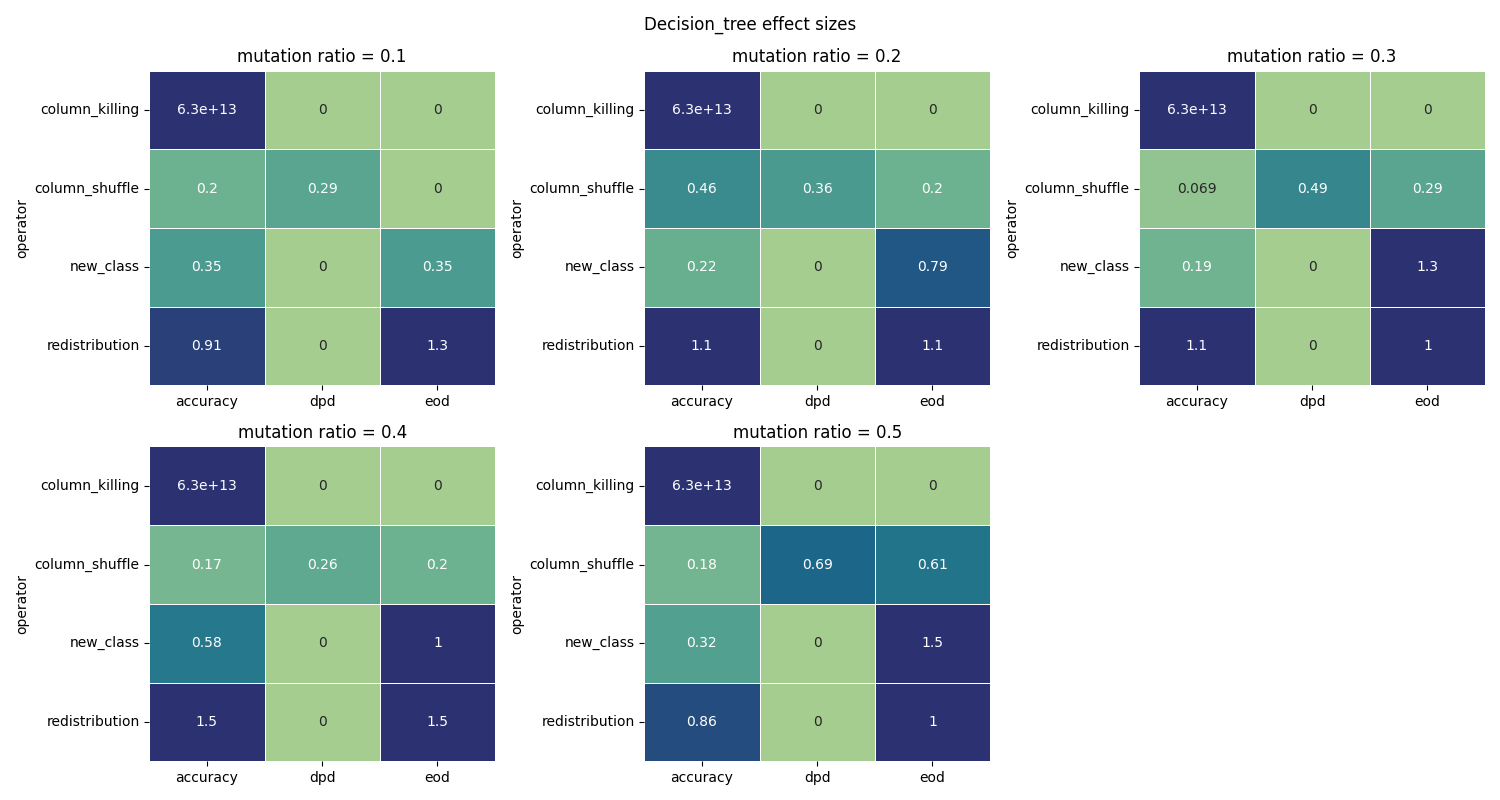 Decision_tree effect sizes
mutation ratio = 0.1
column_killing 6.3e+13 0 0
column_shuffle 0.2 0.29 0
new_class 0.35 0 0.35
redistribution 0.91 0 1.3
operator
accuracy dpd eod
mutation ratio = 0.2
column_killing 6.3e+13 0 0
column_shuffle 0.46 0.36 0.2
new_class 0.22 0 0.79
redistribution 1.1 0 1.1
operator
accuracy dpd eod
mutation ratio = 0.3
column_killing 6.3e+13 0 0
column_shuffle 0.069 0.49 0.29
new_class 0.19 0 1.3
redistribution 1.1 0 1
operator
accuracy dpd eod
mutation ratio = 0.4
column_killing 6.3e+13 0 0
column_shuffle 0.17 0.26 0.2
new_class 0.58 0 1
redistribution 1.5 0 1.5
operator
accuracy dpd eod
mutation ratio = 0.5
column_killing 6.3e+13 0 0
column_shuffle 0.18 0.69 0.61
new_class 0.32 0 1.5
redistribution 0.86 0 1
operator
accuracy dpd eod